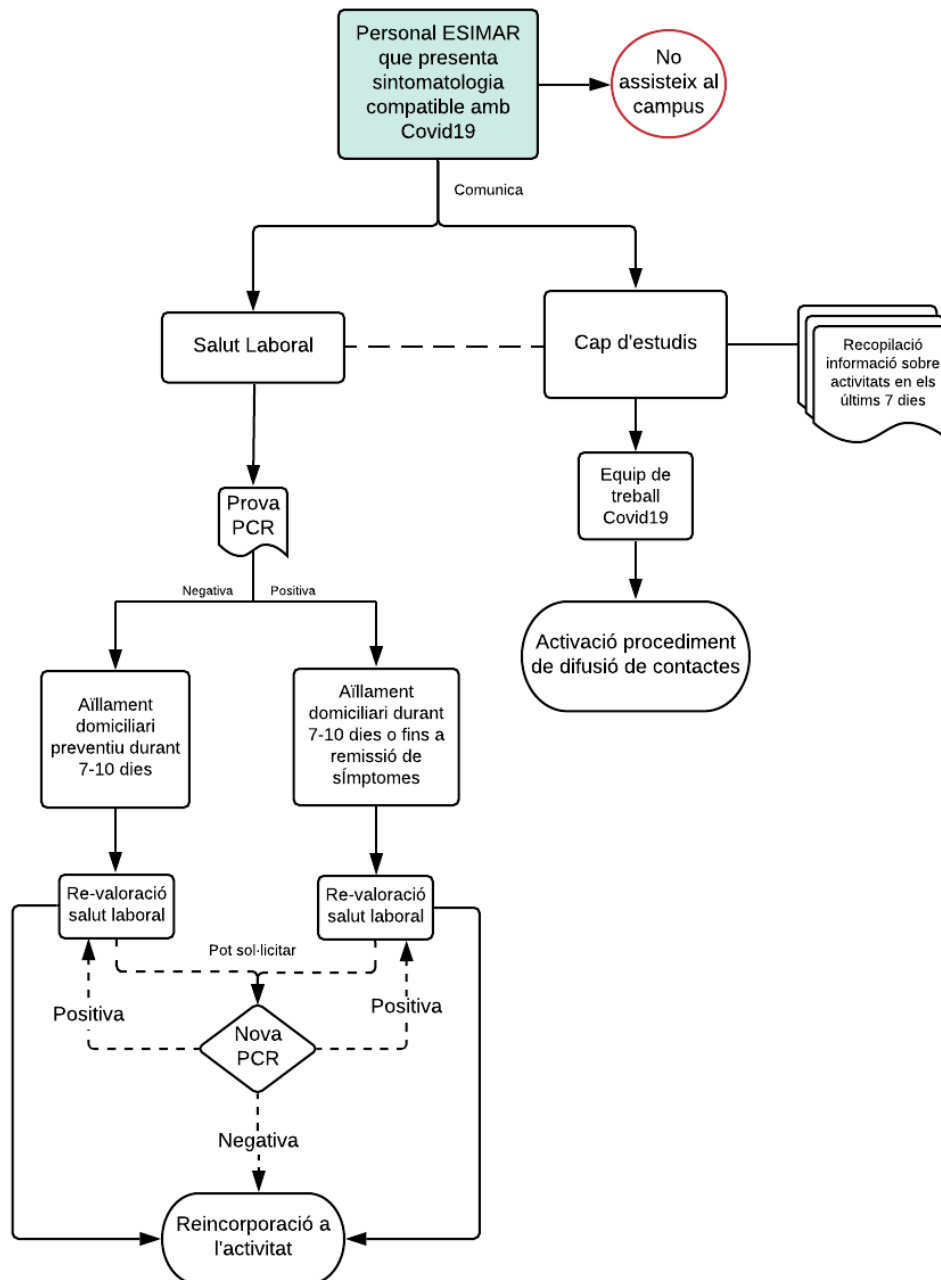 Personal ESIMAR
que presenta
sintomatologia
compatible amb
Covid19
No
assisteix al
campus
Comunica
Salut Laboral
Cap d'estudis
Recopilació
informació sobre
activitats en els
últims 7 dies
Prova
PCR
Equip de
treball
Covid19
Negativa
Positiva
Activació procediment
de difusió de contactes
Aïllament
domiciliari
preventiu durant
7-10 dies
Aïllament
domiciliari durant
7-10 dies o fins a
remissió de
sÍmptomes
Re-valoració
salut laboral
Re-valoració
salut laboral
Pot sol·licitar
Positiva
Positiva
Nova
PCR
Negativa
Reincorporació a
l'activitat